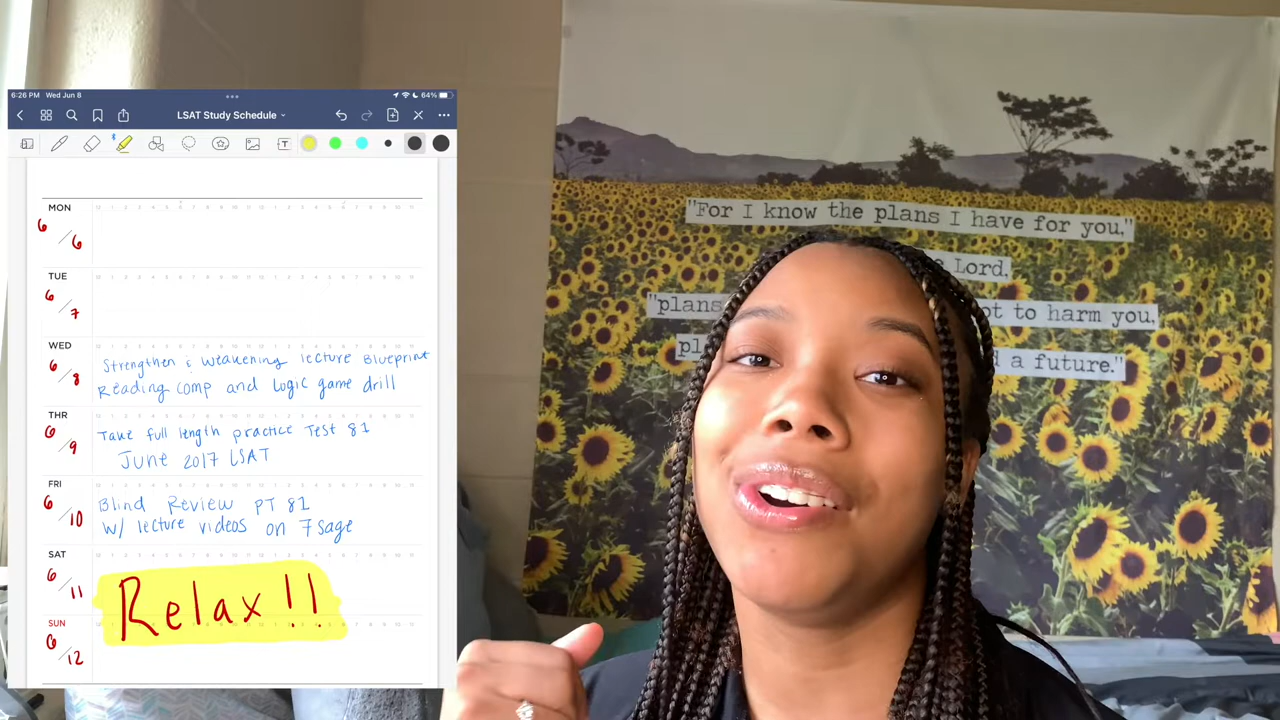 6:26 PM Wed Jun 8
64%
LSAT Study Schedule
MON
6/6
TUE
6/7
WED
6/8
Strengthen & Weakening lecture Blueprint
Reading Comp and Logic game drill
THR
6/9
Take full length practice Test 81
June 2017 LSAT
FRI
6/10
Blind Review PT 81
w/ lecture videos on 7sage
SAT
6/11
Relax!!
SUN
6/12
"For I know the plans I have for you,"
Lord,
"plans ot to harm you,
pl d a future."